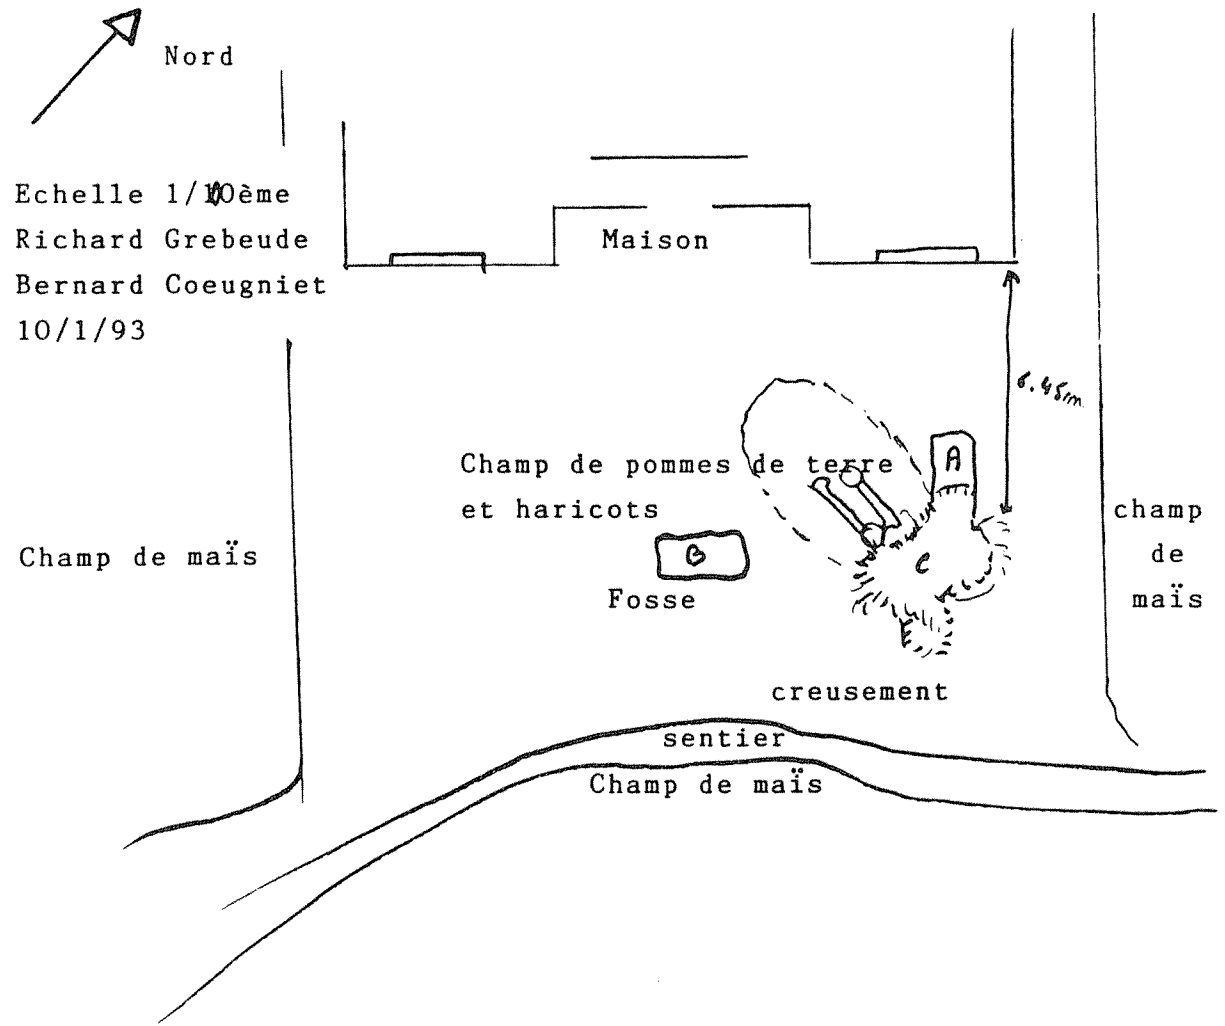 Nord
Echelle 1/10ème
Richard Grebeude
Bernard Coeugniet
10/1/93
Maison
6.45m
Champ de pommes de terre
et haricots
A
B
C
Fosse
Champ de maïs
champ
de
maïs
creusement
sentier
Champ de maïs